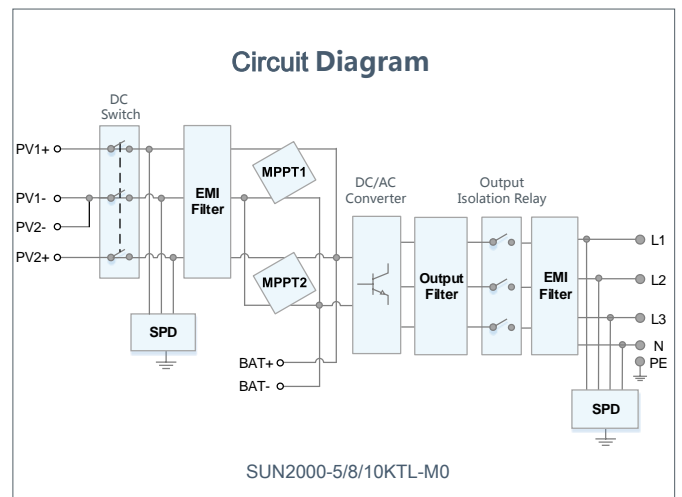 Circuit Diagram
DC
Switch
PV1+
PV1-
PV2-
PV2+
EMI
Filter
SPD
MPPT1
MPPT2
BAT+
BAT-
DC/AC
Converter
Output
Filter
Output
Isolation Relay
EMI
Filter
L1
L2
L3
N
PE
SPD
SUN2000-5/8/10KTL-M0